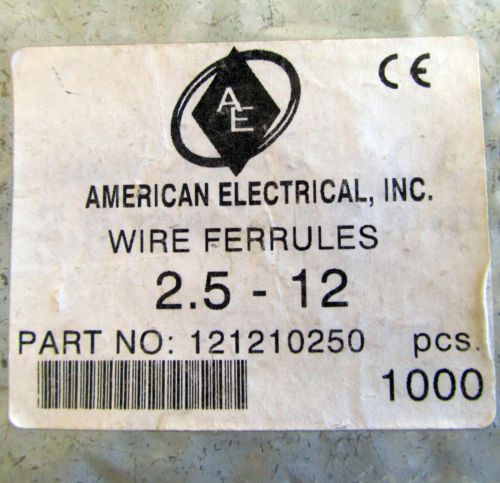 AE
CE
AMERICAN ELECTRICAL, INC.
WIRE FERRULES
2.5 - 12
PART NO: 121210250 pcs.
1000